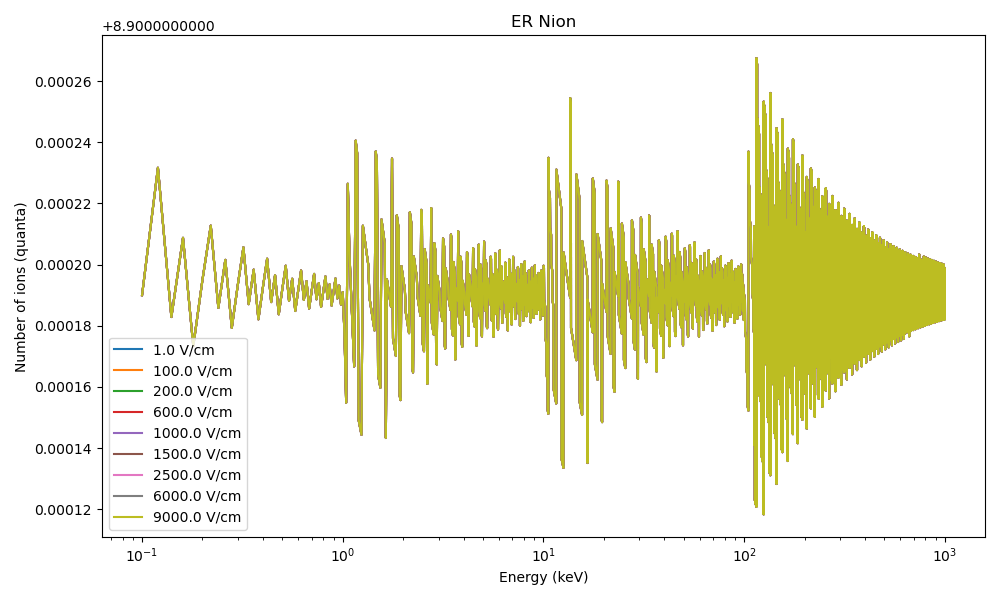 ER Nion
+8.9000000000
Number of ions (quanta)
0.00026
0.00024
0.00022
0.00020
0.00018
0.00016
0.00014
0.00012
1.0 V/cm
100.0 V/cm
200.0 V/cm
600.0 V/cm
1000.0 V/cm
1500.0 V/cm
2500.0 V/cm
6000.0 V/cm
9000.0 V/cm
10⁻¹ 10⁰ 10¹ 10² 10³
Energy (keV)